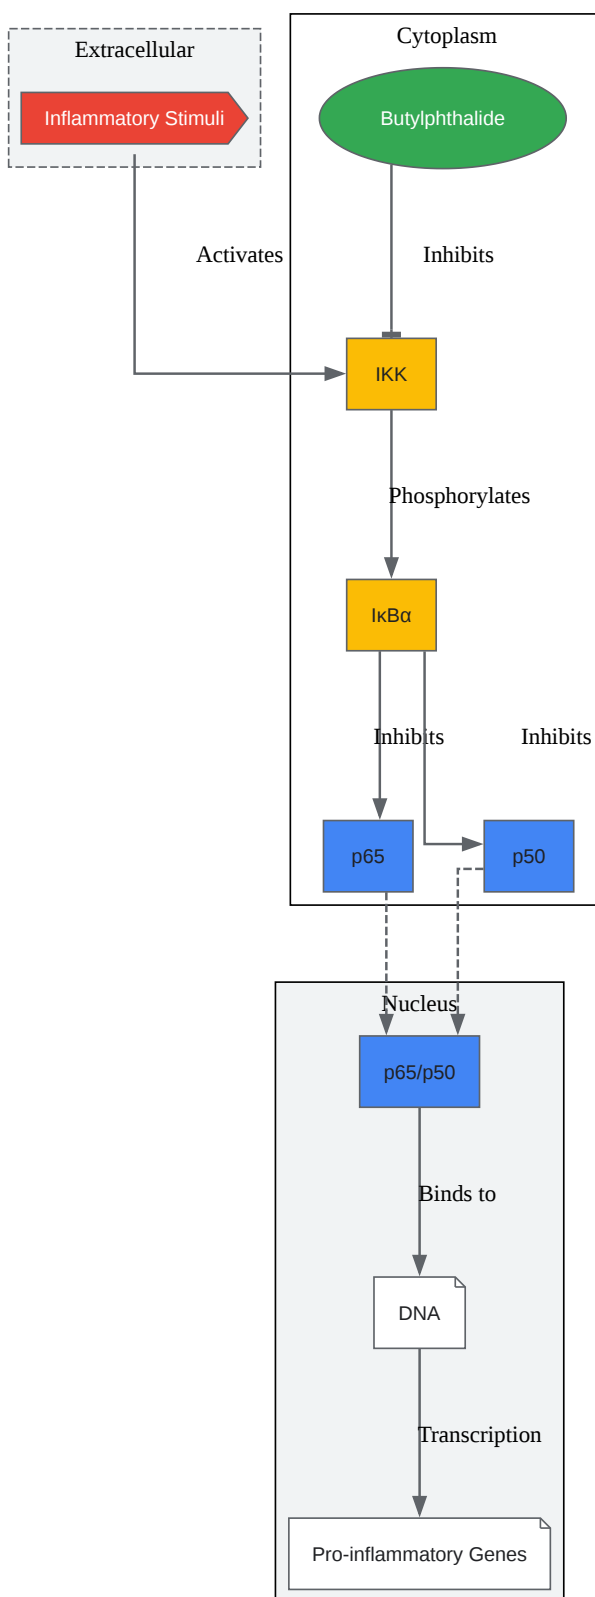 Extracellular
Cytoplasm
Inflammatory Stimuli
Butylphthalide
Activates
Inhibits
IKK
Phosphorylates
IκBα
Inhibits
Inhibits
p65
p50
Nucleus
p65/p50
Binds to
DNA
Transcription
Pro-inflammatory Genes